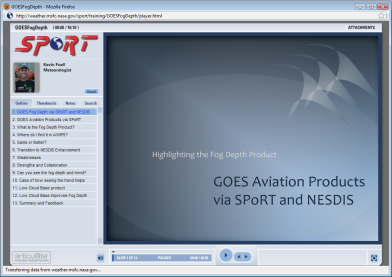 GOESFogDepth - Mozilla Firefox
http://weather.msfc.nasa.gov/sport/training/GOESFogDepth/player.html
GOESFogDepth
ATTACHMENTS
SPoRT
Kevin Fuell
Meteorologist
Email
Outline Thumbnails Notes Search
1. GOES Fog Depth via SPoRT and NESDIS
2. GOES Aviation Products via SPoRT
3. What is the Fog Depth Product?
4. Where do I find it in AWIPS?
5. Same or Better?
6. Transition to NESDIS Enhancement
7. Weaknesses
8. Strengths and Collaboration
9. Can you see the fog depth and trend?
10. Case of how seeing the trend helps
11. Low Cloud Base product
12. Low Cloud Base improves Fog Depth
13. Summary and Feedback
Highlighting the Fog Depth Product
GOES Aviation Products
via SPoRT and NESDIS
articulate
SLIDE 1 OF 13 PAUSED
Transferring data from weather.msfc.nasa.gov...